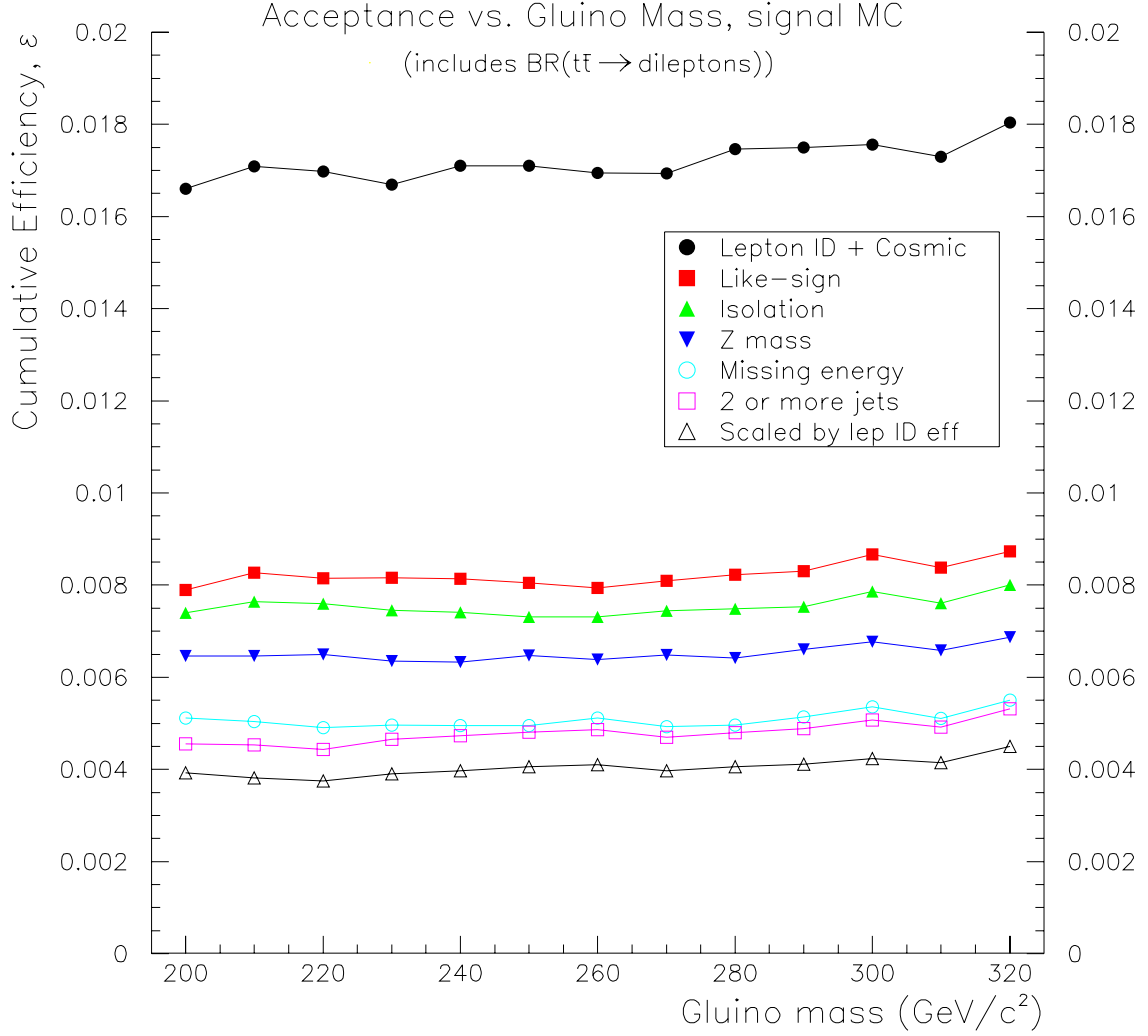 Acceptance vs. Gluino Mass, signal MC
(includes BR(tt̄ → dileptons))
Cumulative Efficiency, ε
0.02
0.018
0.016
0.014
0.012
0.01
0.008
0.006
0.004
0.002
0
0.02
0.018
0.016
0.014
0.012
0.01
0.008
0.006
0.004
0.002
0
Lepton ID + Cosmic
Like-sign
Isolation
Z mass
Missing energy
2 or more jets
Scaled by lep ID eff
200 220 240 260 280 300 320
Gluino mass (GeV/c²)